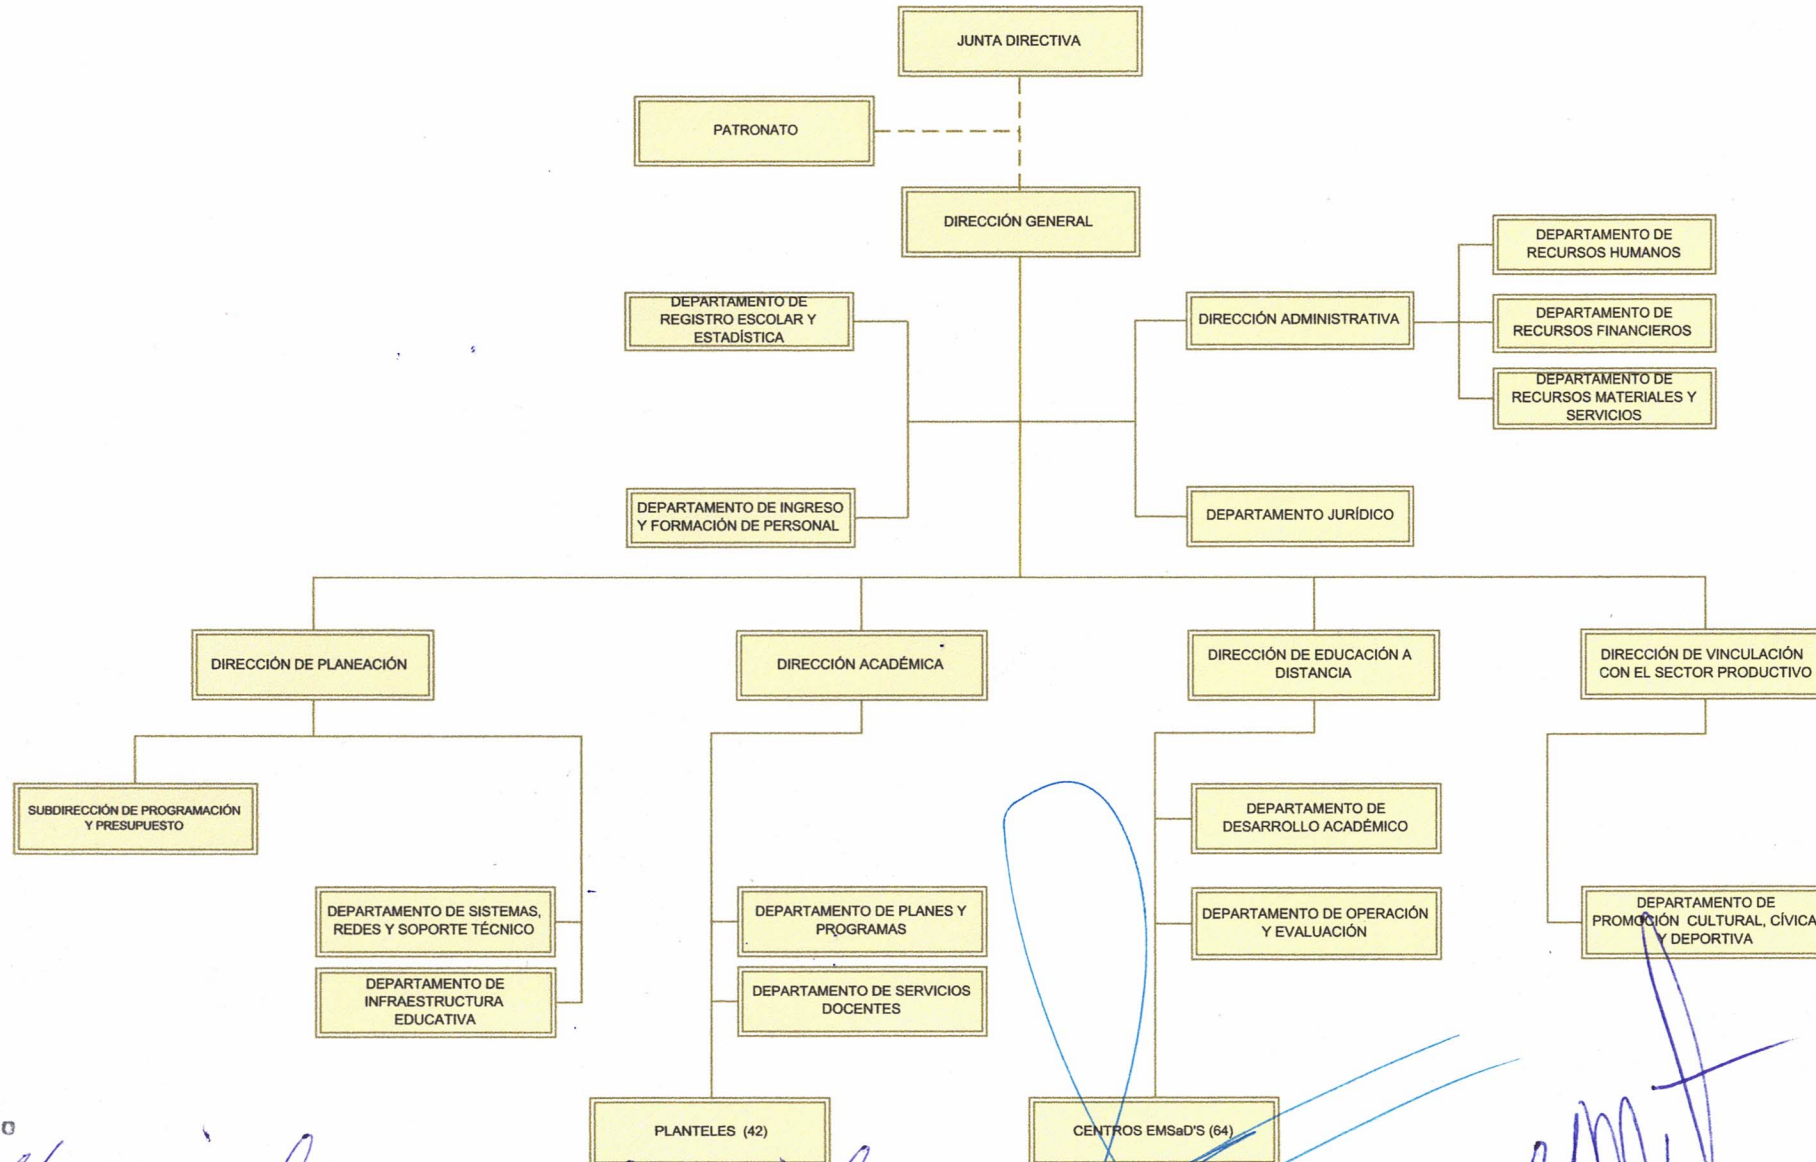 JUNTA DIRECTIVA
PATRONATO
DIRECCIÓN GENERAL
DEPARTAMENTO DE
RECURSOS HUMANOS
DEPARTAMENTO DE
REGISTRO ESCOLAR Y
ESTADÍSTICA
DIRECCIÓN ADMINISTRATIVA
DEPARTAMENTO DE
RECURSOS FINANCIEROS
DEPARTAMENTO DE
RECURSOS MATERIALES Y
SERVICIOS
DEPARTAMENTO DE INGRESO
Y FORMACIÓN DE PERSONAL
DEPARTAMENTO JURÍDICO
DIRECCIÓN DE PLANEACIÓN
DIRECCIÓN ACADÉMICA
DIRECCIÓN DE EDUCACIÓN A
DISTANCIA
DIRECCIÓN DE VINCULACIÓN
CON EL SECTOR PRODUCTIVO
SUBDIRECCIÓN DE PROGRAMACIÓN
Y PRESUPUESTO
DEPARTAMENTO DE
DESARROLLO ACADÉMICO
DEPARTAMENTO DE SISTEMAS,
REDES Y SOPORTE TÉCNICO
DEPARTAMENTO DE PLANES Y
PROGRAMAS
DEPARTAMENTO DE OPERACIÓN
Y EVALUACIÓN
DEPARTAMENTO DE
PROMOCIÓN CULTURAL, CÍVICA
Y DEPORTIVA
DEPARTAMENTO DE
INFRAESTRUCTURA
EDUCATIVA
DEPARTAMENTO DE SERVICIOS
DOCENTES
PLANTELES (42)
CENTROS EMSaD'S (64)